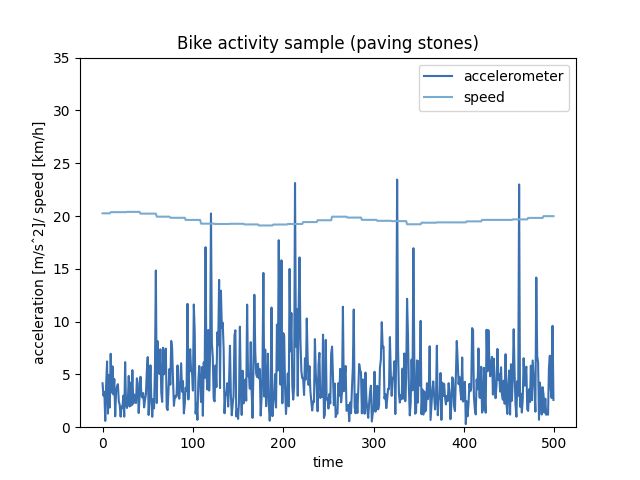 Bike activity sample (paving stones)
accelerometer
speed
acceleration [m/s^2]/ speed [km/h]
35
30
25
20
15
10
5
0
0 100 200 300 400 500
time